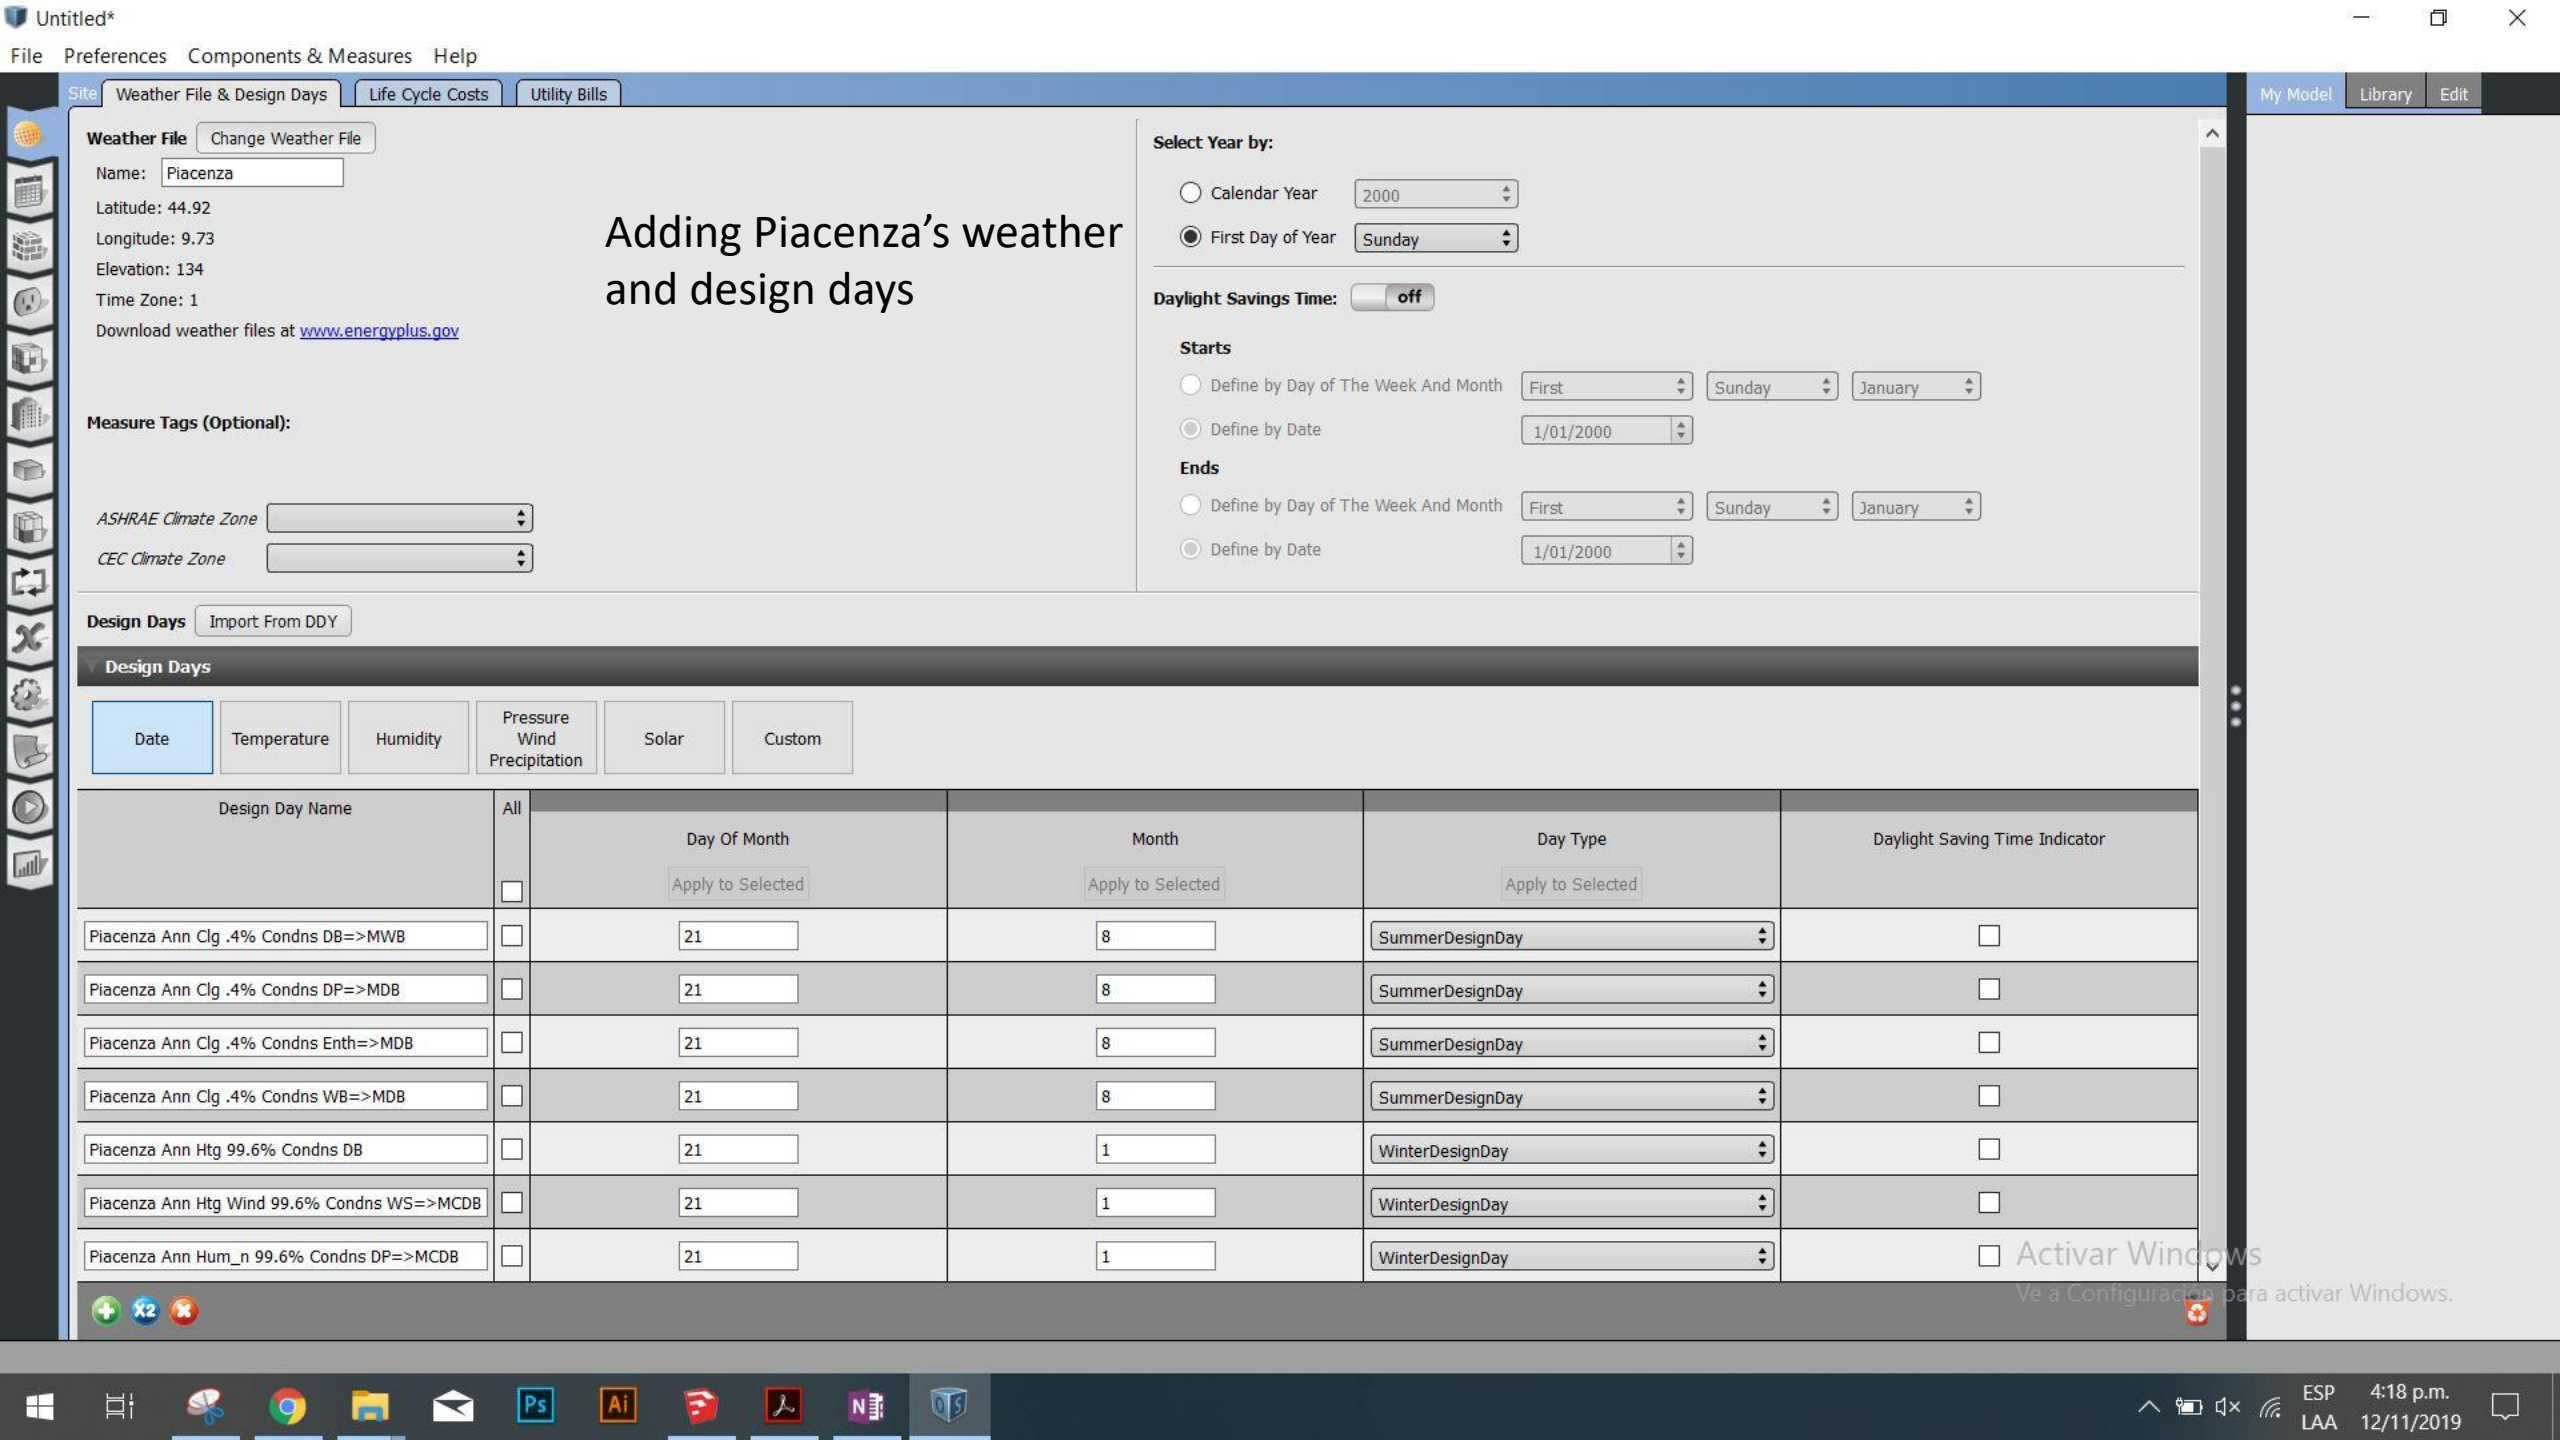 Untitled*
File Preferences Components & Measures Help
Site Weather File & Design Days Life Cycle Costs Utility Bills
My Model Library Edit
Weather File Change Weather File
Name: Piacenza
Latitude: 44.92
Longitude: 9.73
Elevation: 134
Time Zone: 1
Download weather files at www.energyplus.gov
Adding Piacenza’s weather
and design days
Measure Tags (Optional):
ASHRAE Climate Zone
CEC Climate Zone
Select Year by:
Calendar Year 2000
First Day of Year Sunday
Daylight Savings Time: off
Starts
Define by Day of The Week And Month First Sunday January
Define by Date 1/01/2000
Ends
Define by Day of The Week And Month First Sunday January
Define by Date 1/01/2000
Design Days Import From DDY
Design Days
Date Temperature Humidity Pressure Wind Precipitation Solar Custom
Design Day Name All
Day Of Month Month Day Type Daylight Saving Time Indicator
Apply to Selected Apply to Selected Apply to Selected
Piacenza Ann Clg .4% Condns DB=>MWB 21 8 SummerDesignDay
Piacenza Ann Clg .4% Condns DP=>MDB 21 8 SummerDesignDay
Piacenza Ann Clg .4% Condns Enth=>MDB 21 8 SummerDesignDay
Piacenza Ann Clg .4% Condns WB=>MDB 21 8 SummerDesignDay
Piacenza Ann Htg 99.6% Condns DB 21 1 WinterDesignDay
Piacenza Ann Htg Wind 99.6% Condns WS=>MCDB 21 1 WinterDesignDay
Piacenza Ann Hum_n 99.6% Condns DP=>MCDB 21 1 WinterDesignDay
Activar Windows
Ve a Configuración para activar Windows.
X2
Ps Ai N OS
ESP 4:18 p.m.
LAA 12/11/2019